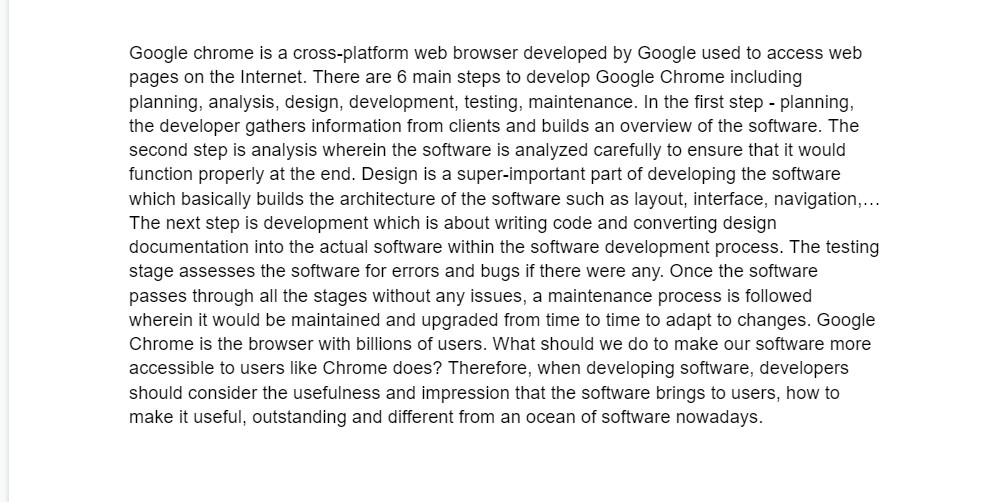 Google chrome is a cross-platform web browser developed by Google used to access web
pages on the Internet. There are 6 main steps to develop Google Chrome including
planning, analysis, design, development, testing, maintenance. In the first step - planning,
the developer gathers information from clients and builds an overview of the software. The
second step is analysis wherein the software is analyzed carefully to ensure that it would
function properly at the end. Design is a super-important part of developing the software
which basically builds the architecture of the software such as layout, interface, navigation,…
The next step is development which is about writing code and converting design
documentation into the actual software within the software development process. The testing
stage assesses the software for errors and bugs if there were any. Once the software
passes through all the stages without any issues, a maintenance process is followed
wherein it would be maintained and upgraded from time to time to adapt to changes. Google
Chrome is the browser with billions of users. What should we do to make our software more
accessible to users like Chrome does? Therefore, when developing software, developers
should consider the usefulness and impression that the software brings to users, how to
make it useful, outstanding and different from an ocean of software nowadays.